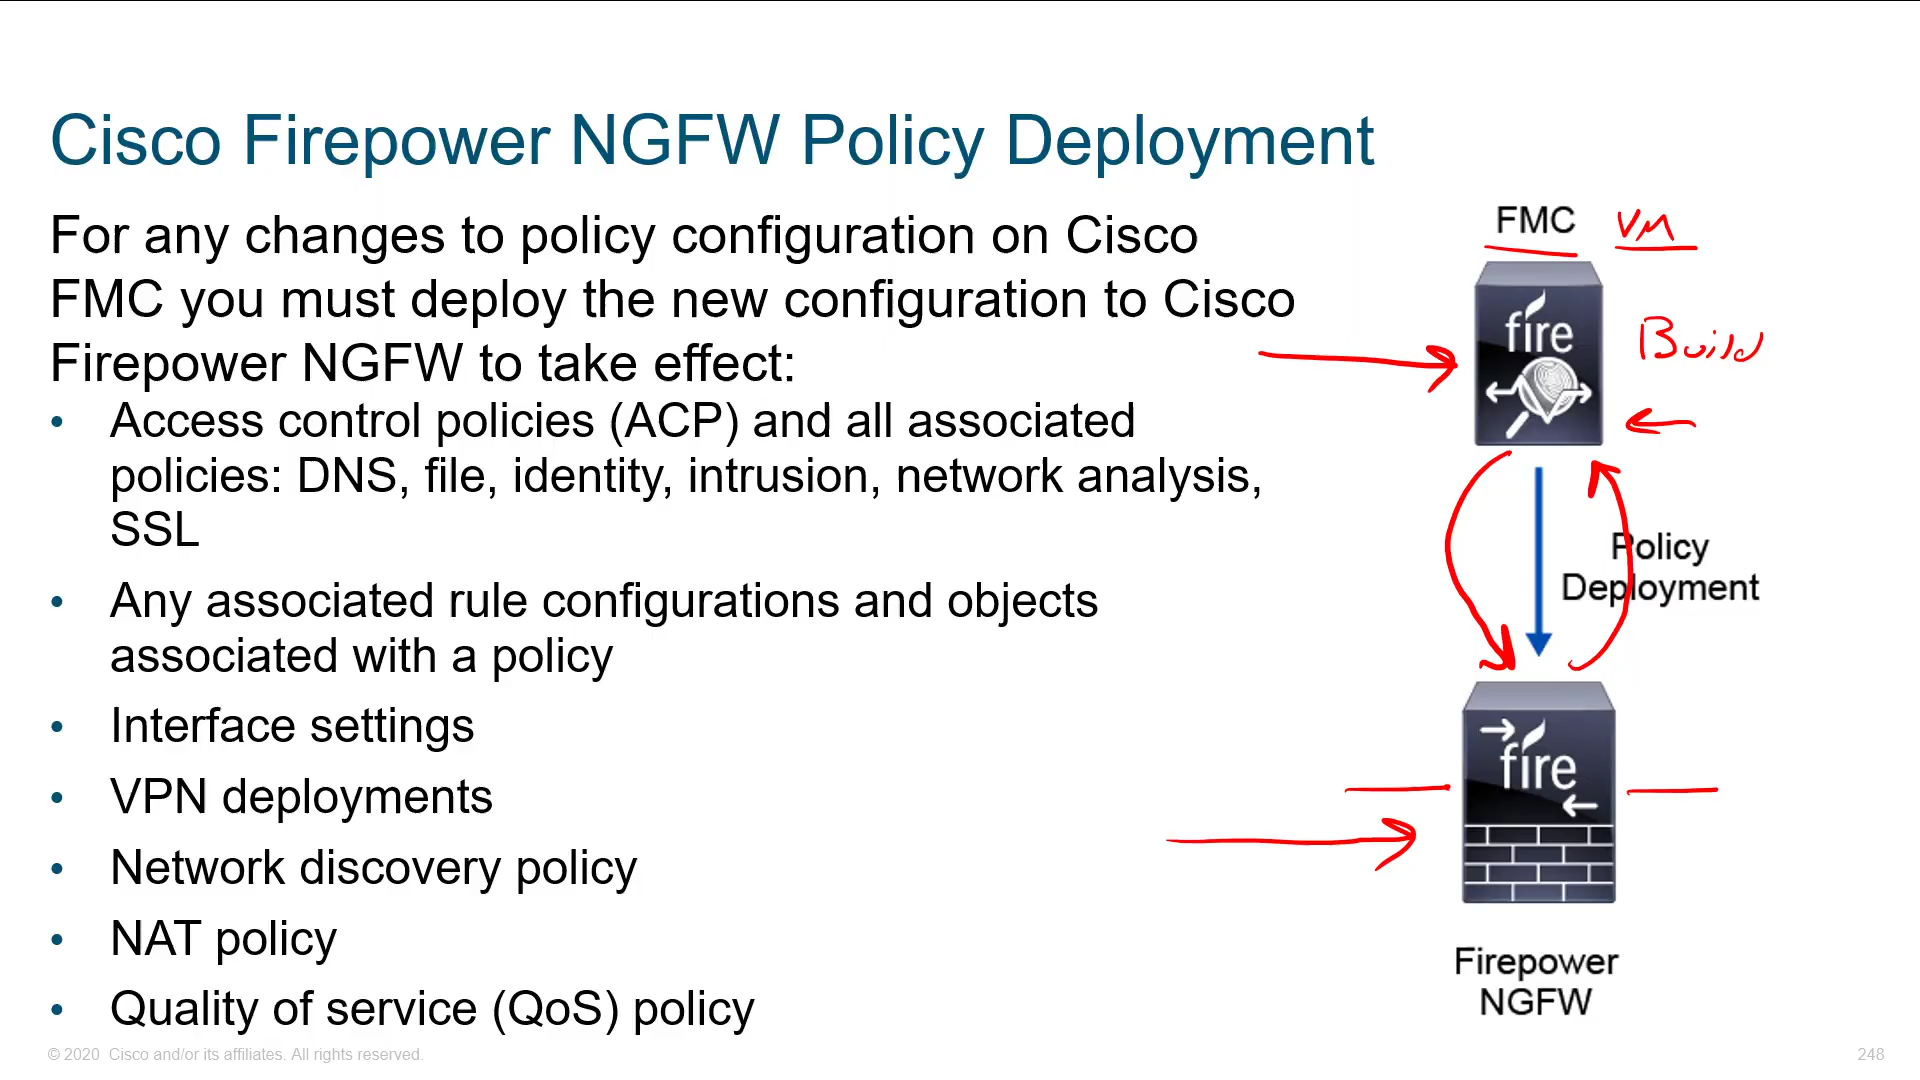 Cisco Firepower NGFW Policy Deployment
For any changes to policy configuration on Cisco
FMC you must deploy the new configuration to Cisco
Firepower NGFW to take effect:
• Access control policies (ACP) and all associated
policies: DNS, file, identity, intrusion, network analysis,
SSL
• Any associated rule configurations and objects
associated with a policy
• Interface settings
• VPN deployments
• Network discovery policy
• NAT policy
• Quality of service (QoS) policy
FMC VM
fire
Build
Policy
Deployment
fire
Firepower
NGFW
© 2020 Cisco and/or its affiliates. All rights reserved.
248